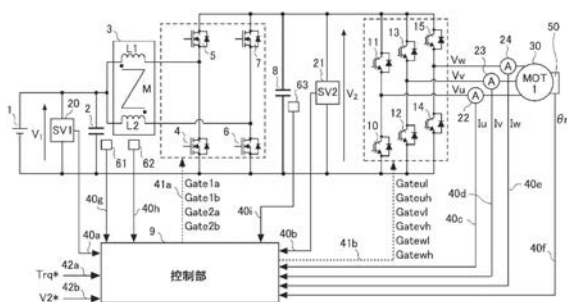 3
L1
M
L2
5
7
4
6
1
V₁
20
SV1
2
61
62
8
63
21
SV2
V₂
11
13
15
10
12
14
Vw
Vv
Vu
24
23
22
A
A
A
Iu
Iv
Iw
30
50
MOT
1
θr
41a
Gate1a
Gate1b
Gate2a
Gate2b
40g
40h
40i
40a
40b
9
控制部
41b
Gateul
Gateuh
Gatevl
Gatevh
Gatewl
Gatewh
40c
40d
40e
40f
42a
Trq*
42b
V2*